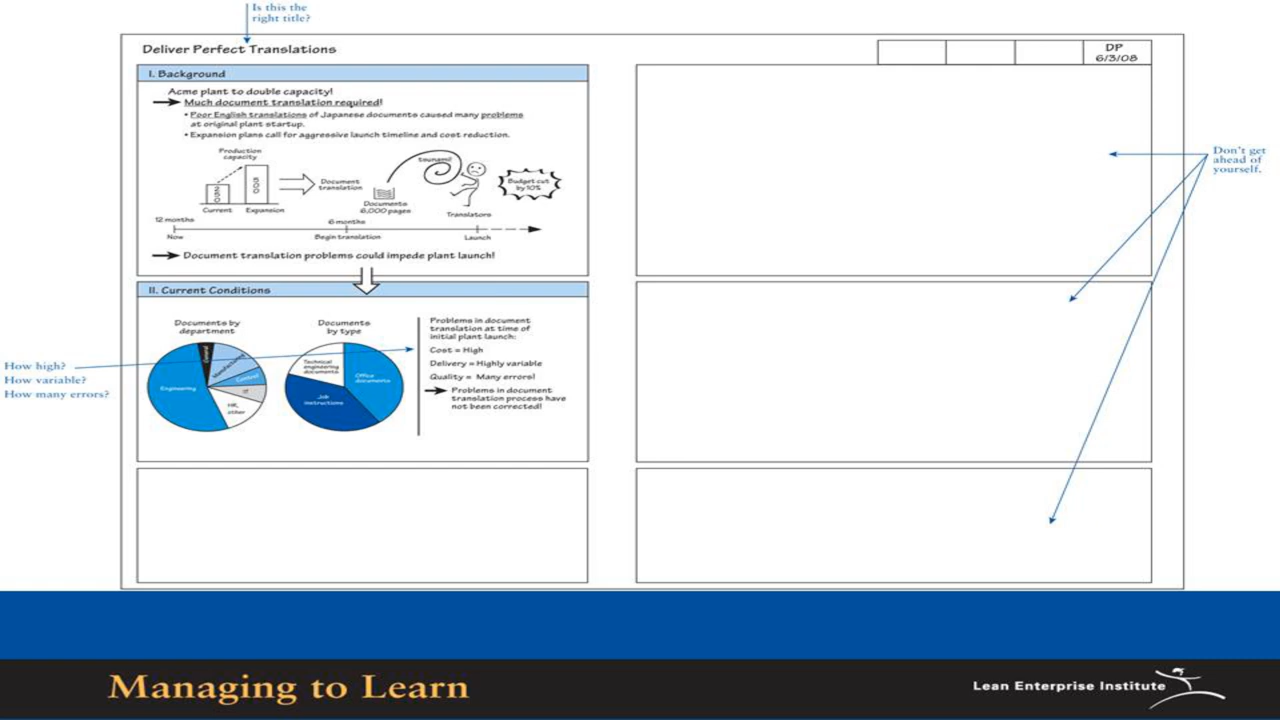 Is this the
right title?
Deliver Perfect Translations
DP
6/3/08
I. Background
Acme plant to double capacity!
Much document translation required!
• Poor English translations of Japanese documents caused many problems
at original plant startup.
• Expansion plans call for aggressive launch timeline and cost reduction.
Production
capacity
Current
Expansion
Document
translation
Documents
6,000 pages
tsunami!
Translators
Budget cut
by 10%
12 months
6 months
Now
Begin translation
Launch
Document translation problems could impede plant launch!
Don't get
ahead of
yourself.
II. Current Conditions
Documents by
department
General
Manufacturing
Control
IT
HR,
other
Engineering
Documents
by type
Technical
engineering
documents
Office
documents
Job
instructions
Problems in document
translation at time of
initial plant launch:
Cost = High
Delivery = Highly variable
Quality = Many errors!
Problems in document
translation process have
not been corrected!
How high?
How variable?
How many errors?
Managing to Learn
Lean Enterprise Institute